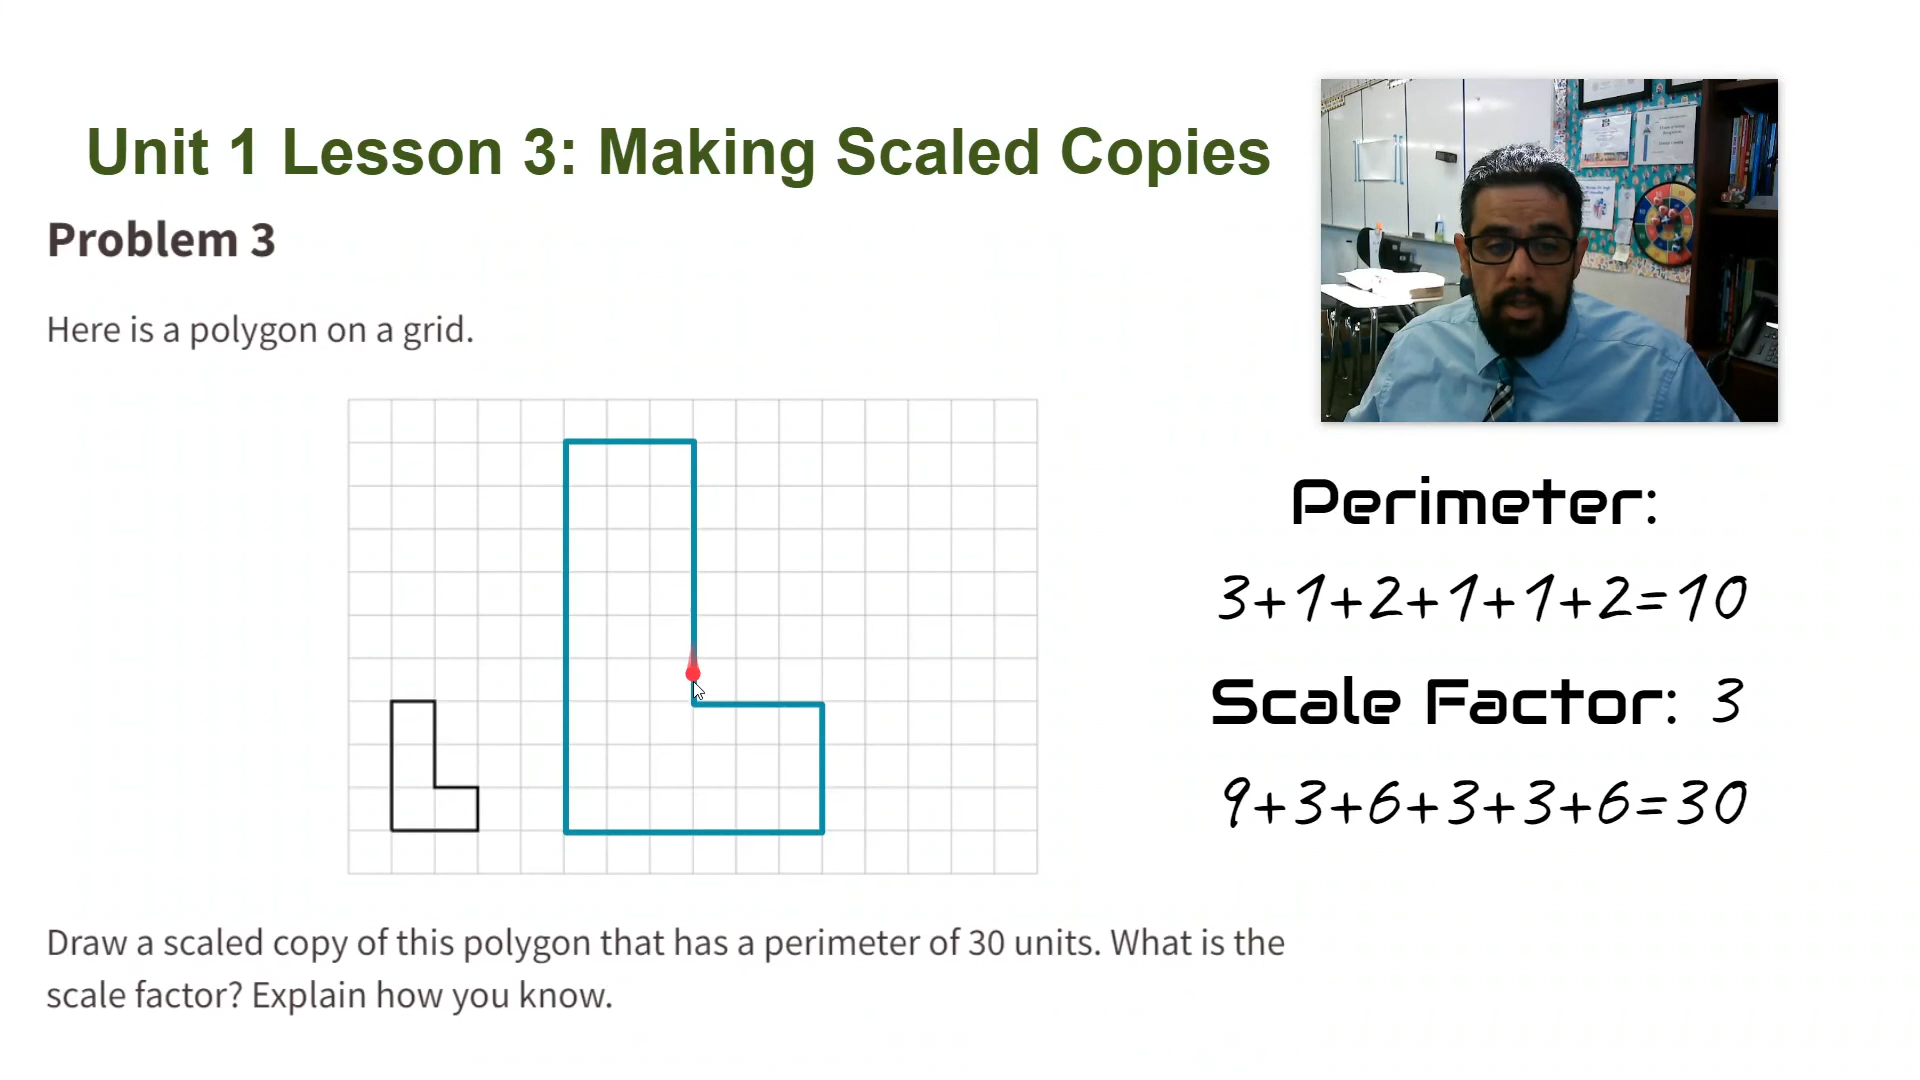 Unit 1 Lesson 3: Making Scaled Copies
Problem 3
Here is a polygon on a grid.
Perimeter:
3+1+2+1+1+2=10
Scale Factor: 3
9+3+6+3+3+6=30
Draw a scaled copy of this polygon that has a perimeter of 30 units. What is the
scale factor? Explain how you know.